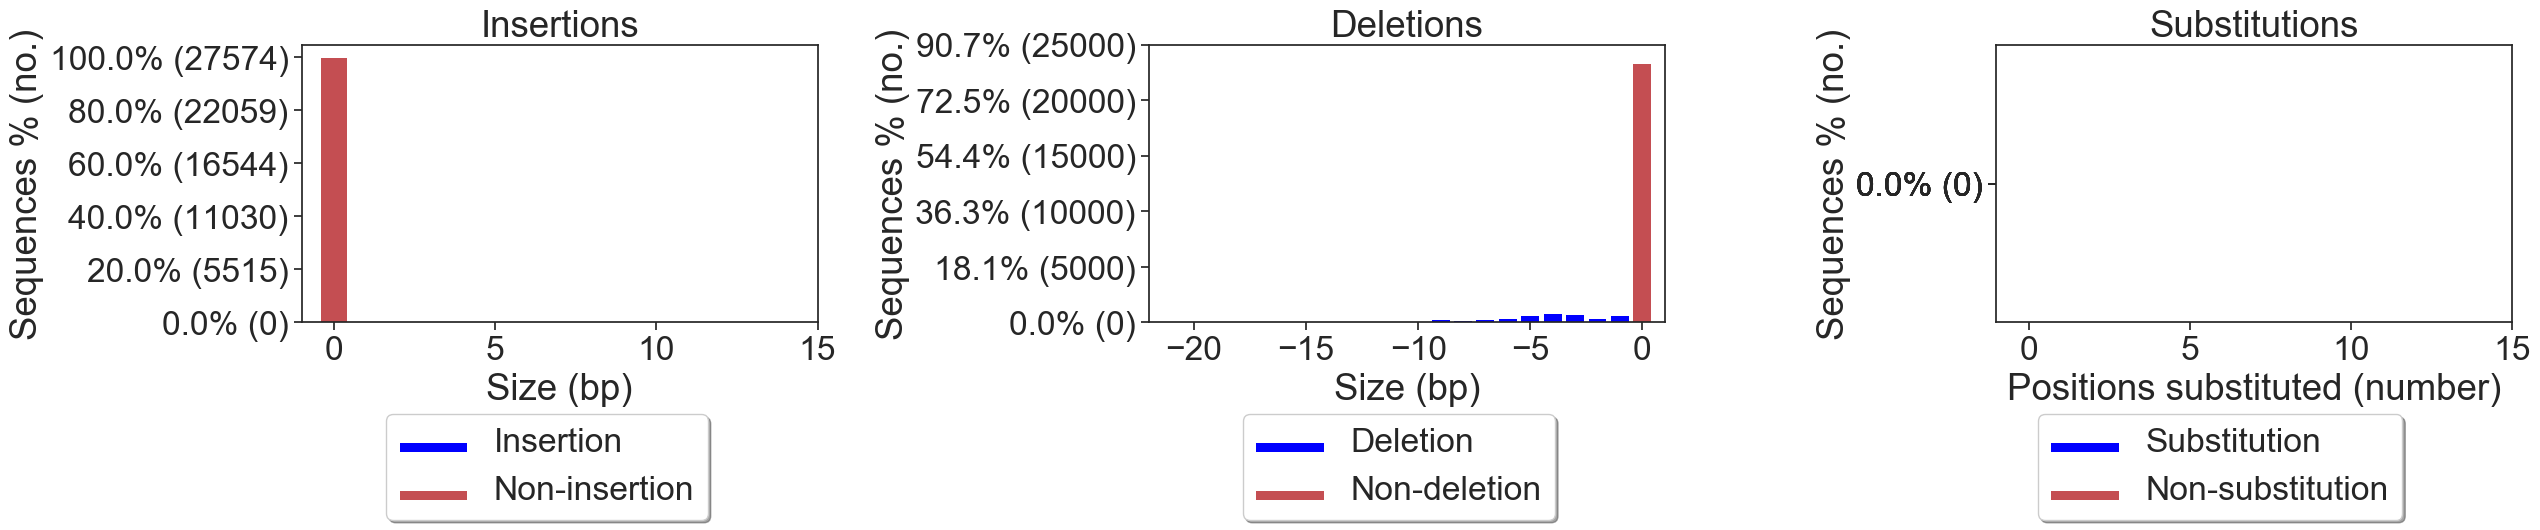 Insertions
Sequences % (no.)
100.0% (27574)
80.0% (22059)
60.0% (16544)
40.0% (11030)
20.0% (5515)
0.0% (0)
0 5 10 15
Size (bp)
Insertion
Non-insertion
Deletions
Sequences % (no.)
90.7% (25000)
72.5% (20000)
54.4% (15000)
36.3% (10000)
18.1% (5000)
0.0% (0)
−20 −15 −10 −5 0
Size (bp)
Deletion
Non-deletion
Substitutions
Sequences % (no.)
0.0% (0)
0 5 10 15
Positions substituted (number)
Substitution
Non-substitution